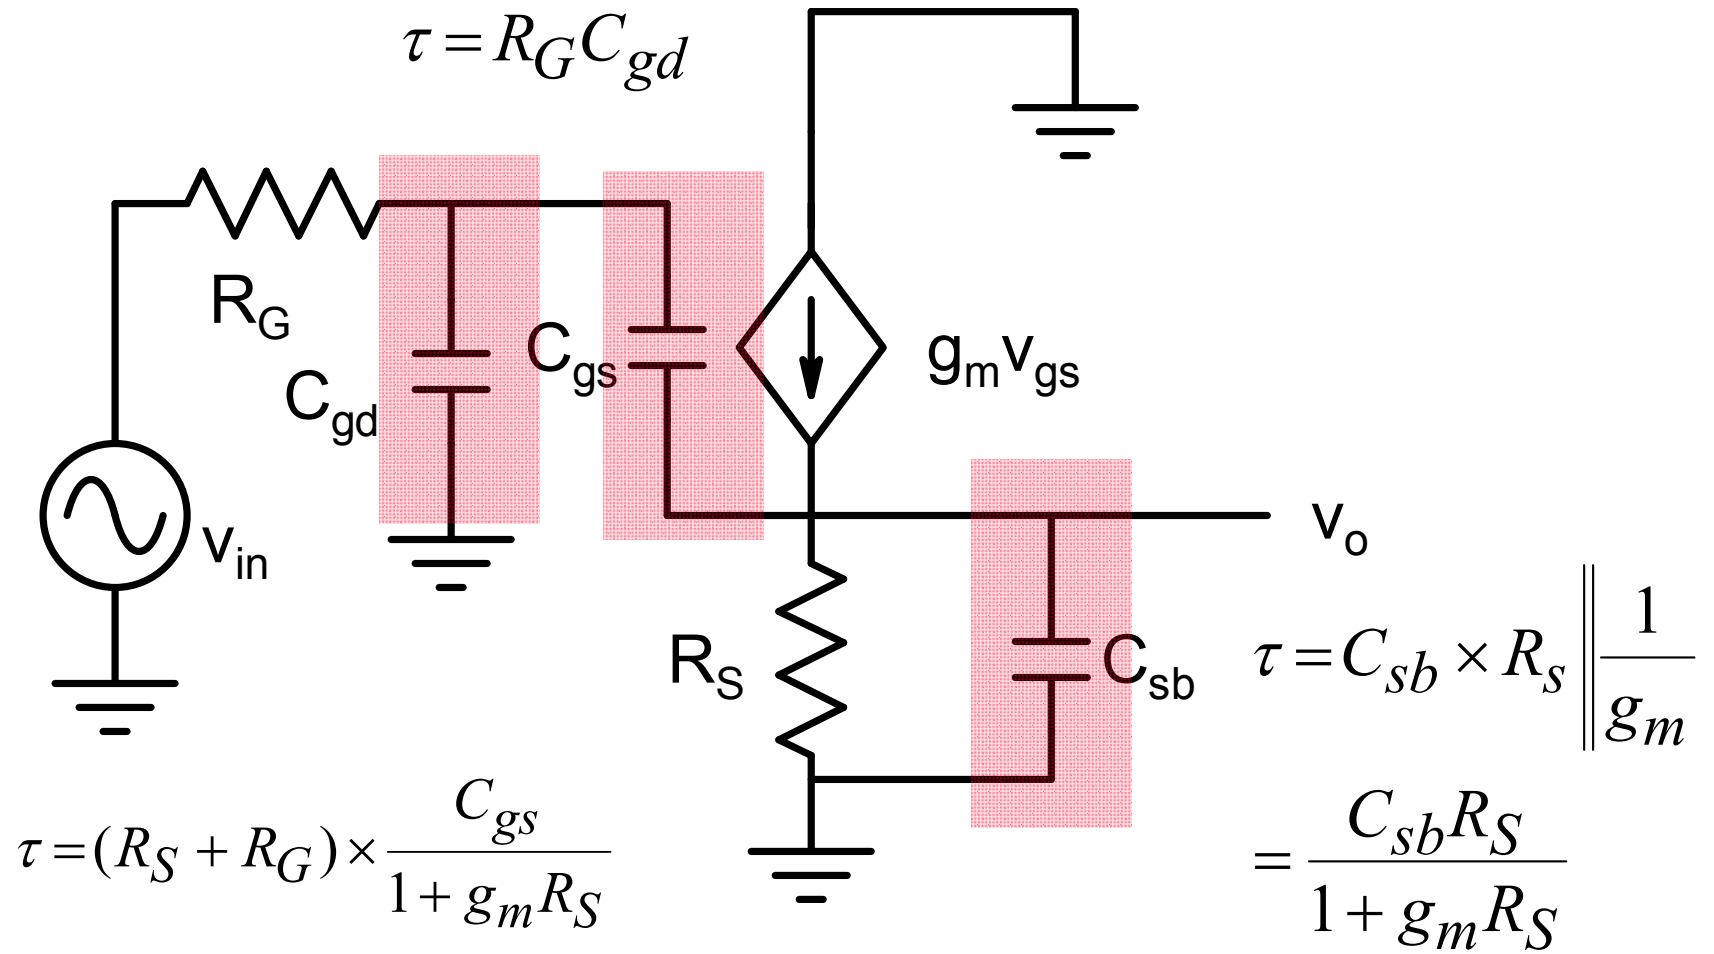 τ = R_G C_gd
R_G
C_gd
C_gs
g_m v_gs
v_in
v_o
R_S
C_sb
τ = C_sb × R_s ‖ 1/g_m
τ = (R_S + R_G) × C_gs/(1 + g_m R_S)
= C_sb R_S/(1 + g_m R_S)